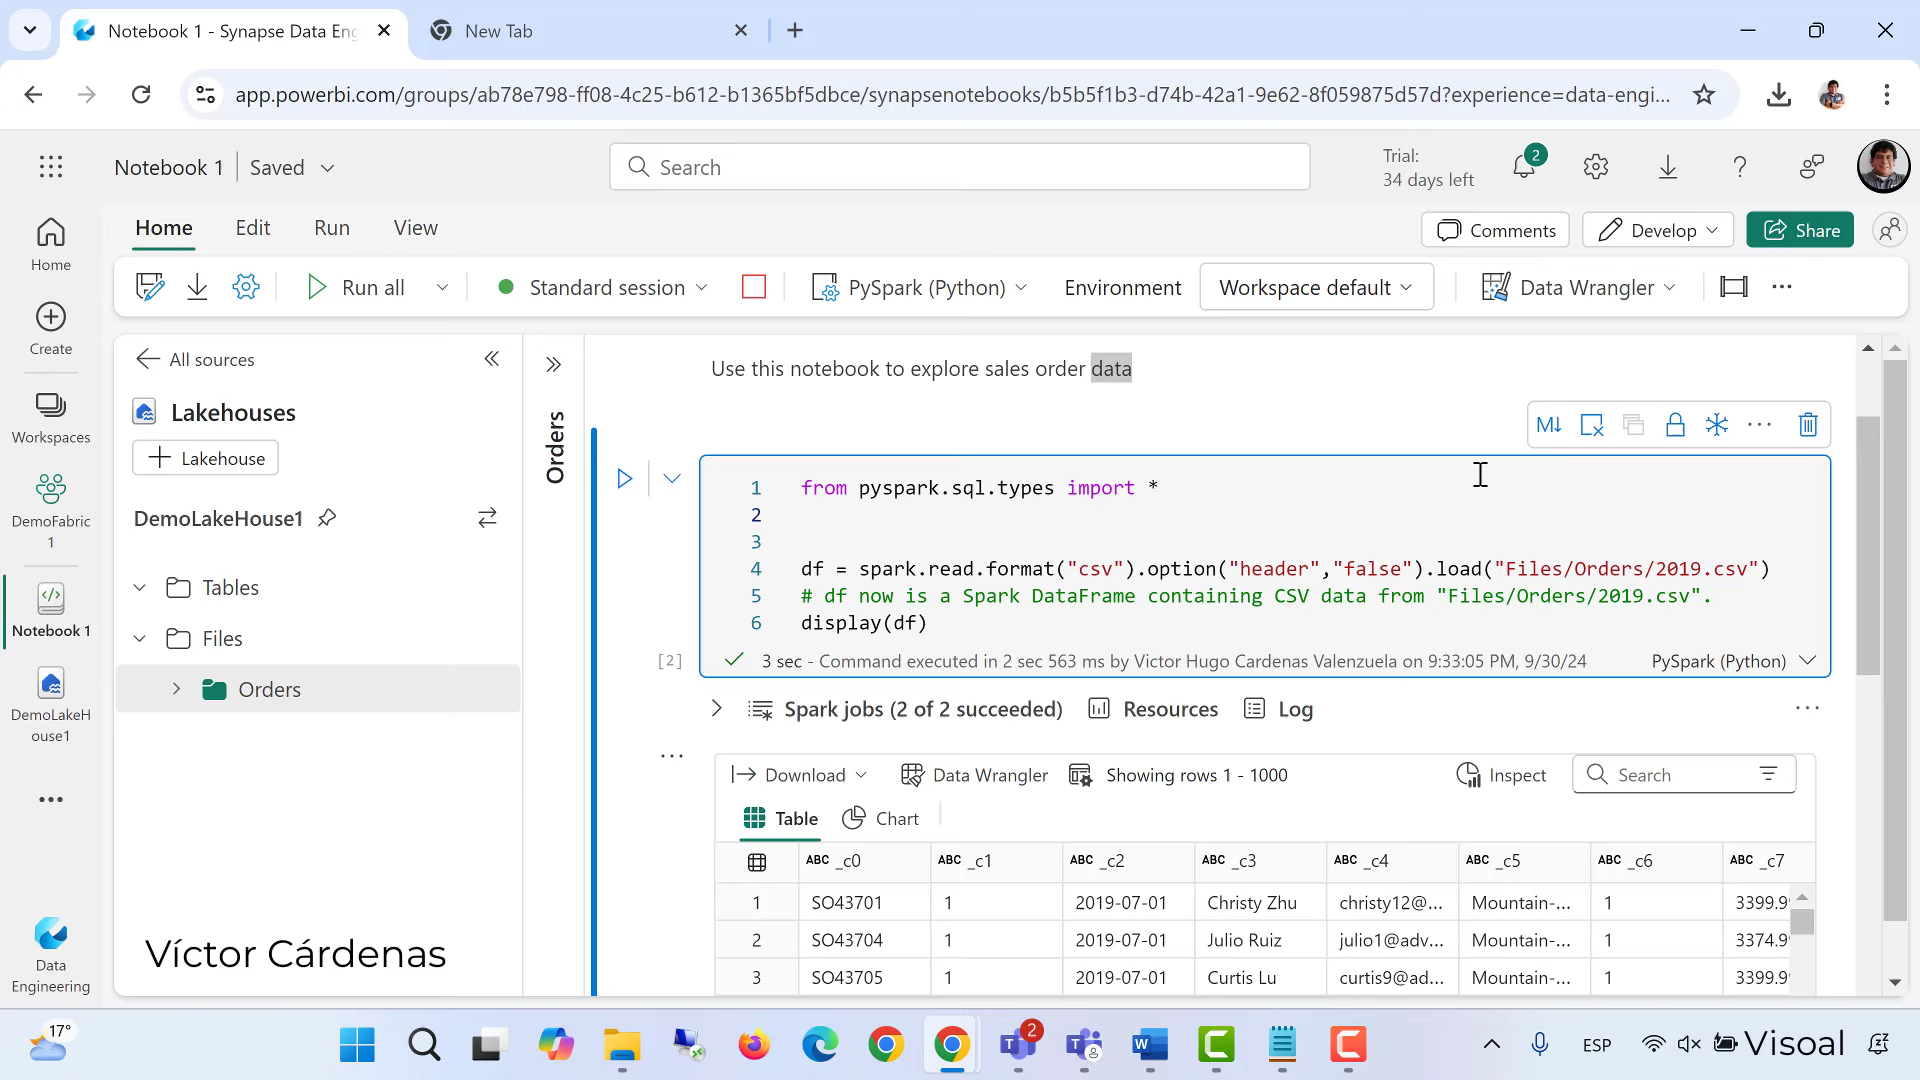 Notebook 1 - Synapse Data Eng
New Tab
app.powerbi.com/groups/ab78e798-ff08-4c25-b612-b1365bf5dbce/synapsenotebooks/b5b5f1b3-d74b-42a1-9e62-8f059875d57d?experience=data-engi...
Notebook 1 Saved
Search
Trial:
34 days left
2
Home Edit Run View
Comments Develop Share
Run all Standard session PySpark (Python) Environment Workspace default Data Wrangler ...
Home
Create
Workspaces
DemoFabric
1
Notebook 1
DemoLakeH
ouse1
Data
Engineering
All sources
Lakehouses
Lakehouse
DemoLakeHouse1
Tables
Files
Orders
Víctor Cárdenas
Orders
Use this notebook to explore sales order data
M↓
1 from pyspark.sql.types import *
2
3
4 df = spark.read.format("csv").option("header","false").load("Files/Orders/2019.csv")
5 # df now is a Spark DataFrame containing CSV data from "Files/Orders/2019.csv".
6 display(df)
[2] 3 sec - Command executed in 2 sec 563 ms by Victor Hugo Cardenas Valenzuela on 9:33:05 PM, 9/30/24 PySpark (Python)
Spark jobs (2 of 2 succeeded) Resources Log
Download Data Wrangler Showing rows 1 - 1000 Inspect Search
Table Chart
ABC _c0 ABC _c1 ABC _c2 ABC _c3 ABC _c4 ABC _c5 ABC _c6 ABC _c7
1 SO43701 1 2019-07-01 Christy Zhu christy12@... Mountain-... 1 3399.9
2 SO43704 1 2019-07-01 Julio Ruiz julio1@adv... Mountain-... 1 3374.9
3 SO43705 1 2019-07-01 Curtis Lu curtis9@ad... Mountain-... 1 3399.9
17°
2
ESP
Visoal